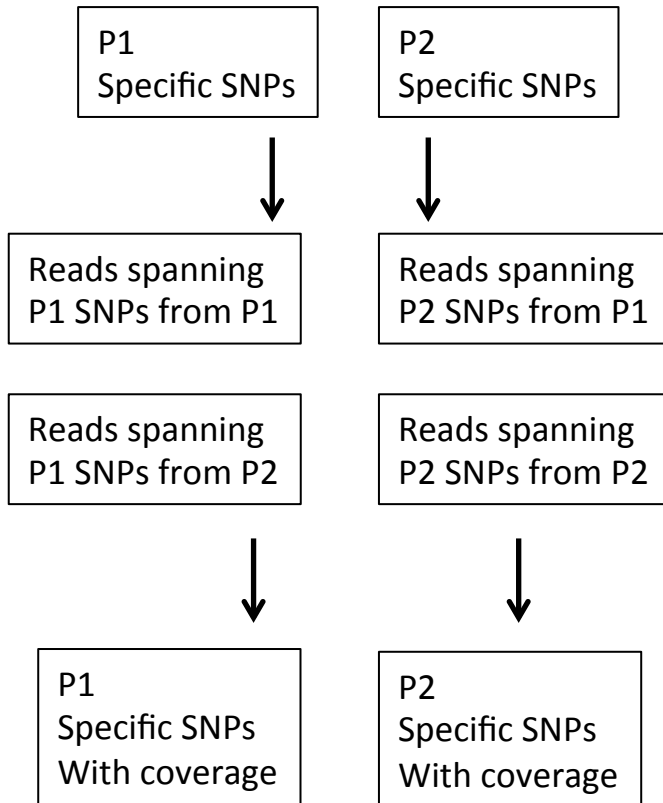 P1
Specific SNPs
P2
Specific SNPs
Reads spanning
P1 SNPs from P1
Reads spanning
P2 SNPs from P1
Reads spanning
P1 SNPs from P2
Reads spanning
P2 SNPs from P2
P1
Specific SNPs
With coverage
P2
Specific SNPs
With coverage